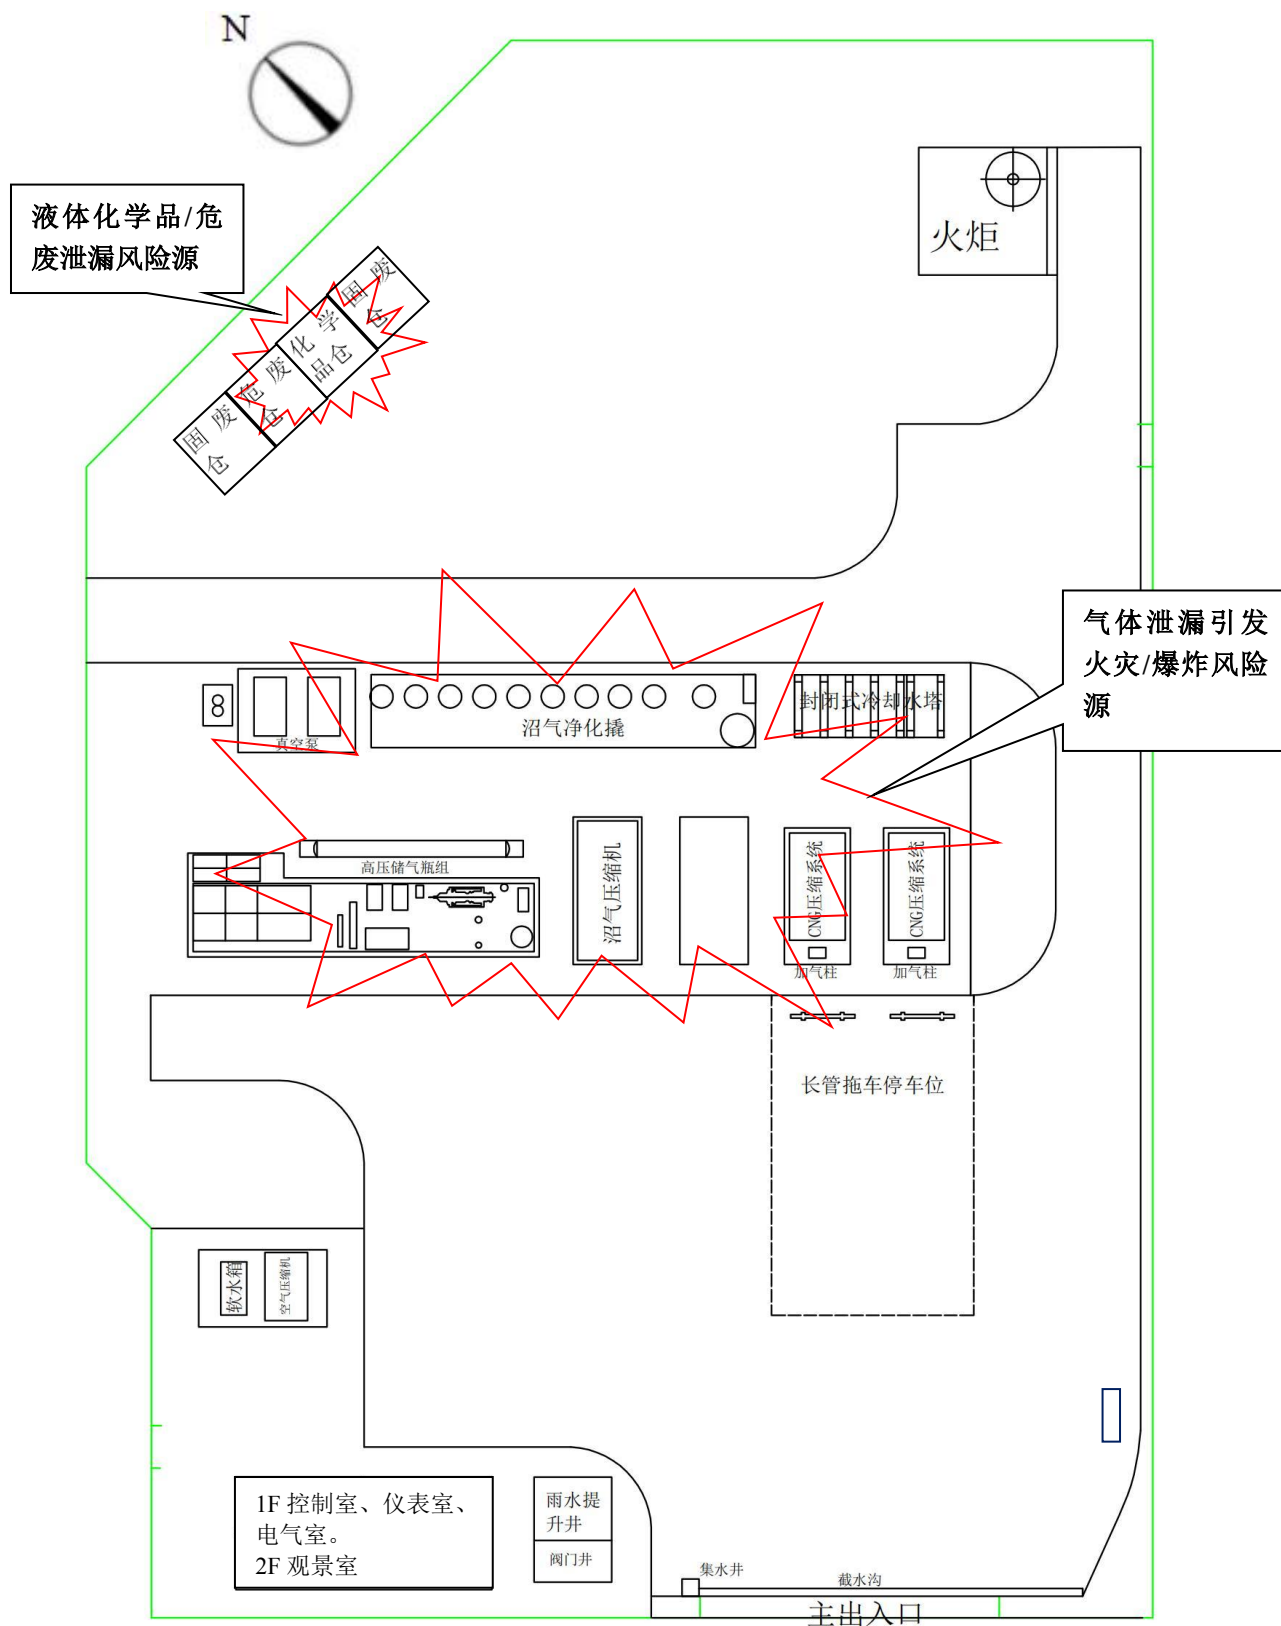 N
液体化学品/危
废泄漏风险源
固废
仓
化学
品仓
危废
仓
固废
仓
火炬
气体泄漏引发
火灾/爆炸风险
源
8
真空泵
沼气净化撬
封闭式冷却水塔
高压储气瓶组
沼气压缩机
CNG压缩系统
CNG压缩系统
加气柱
加气柱
长管拖车停车位
软水箱
空气压缩机
1F 控制室、仪表室、
电气室。
2F 观景室
雨水提
升井
阀门井
集水井
截水沟
主出入口